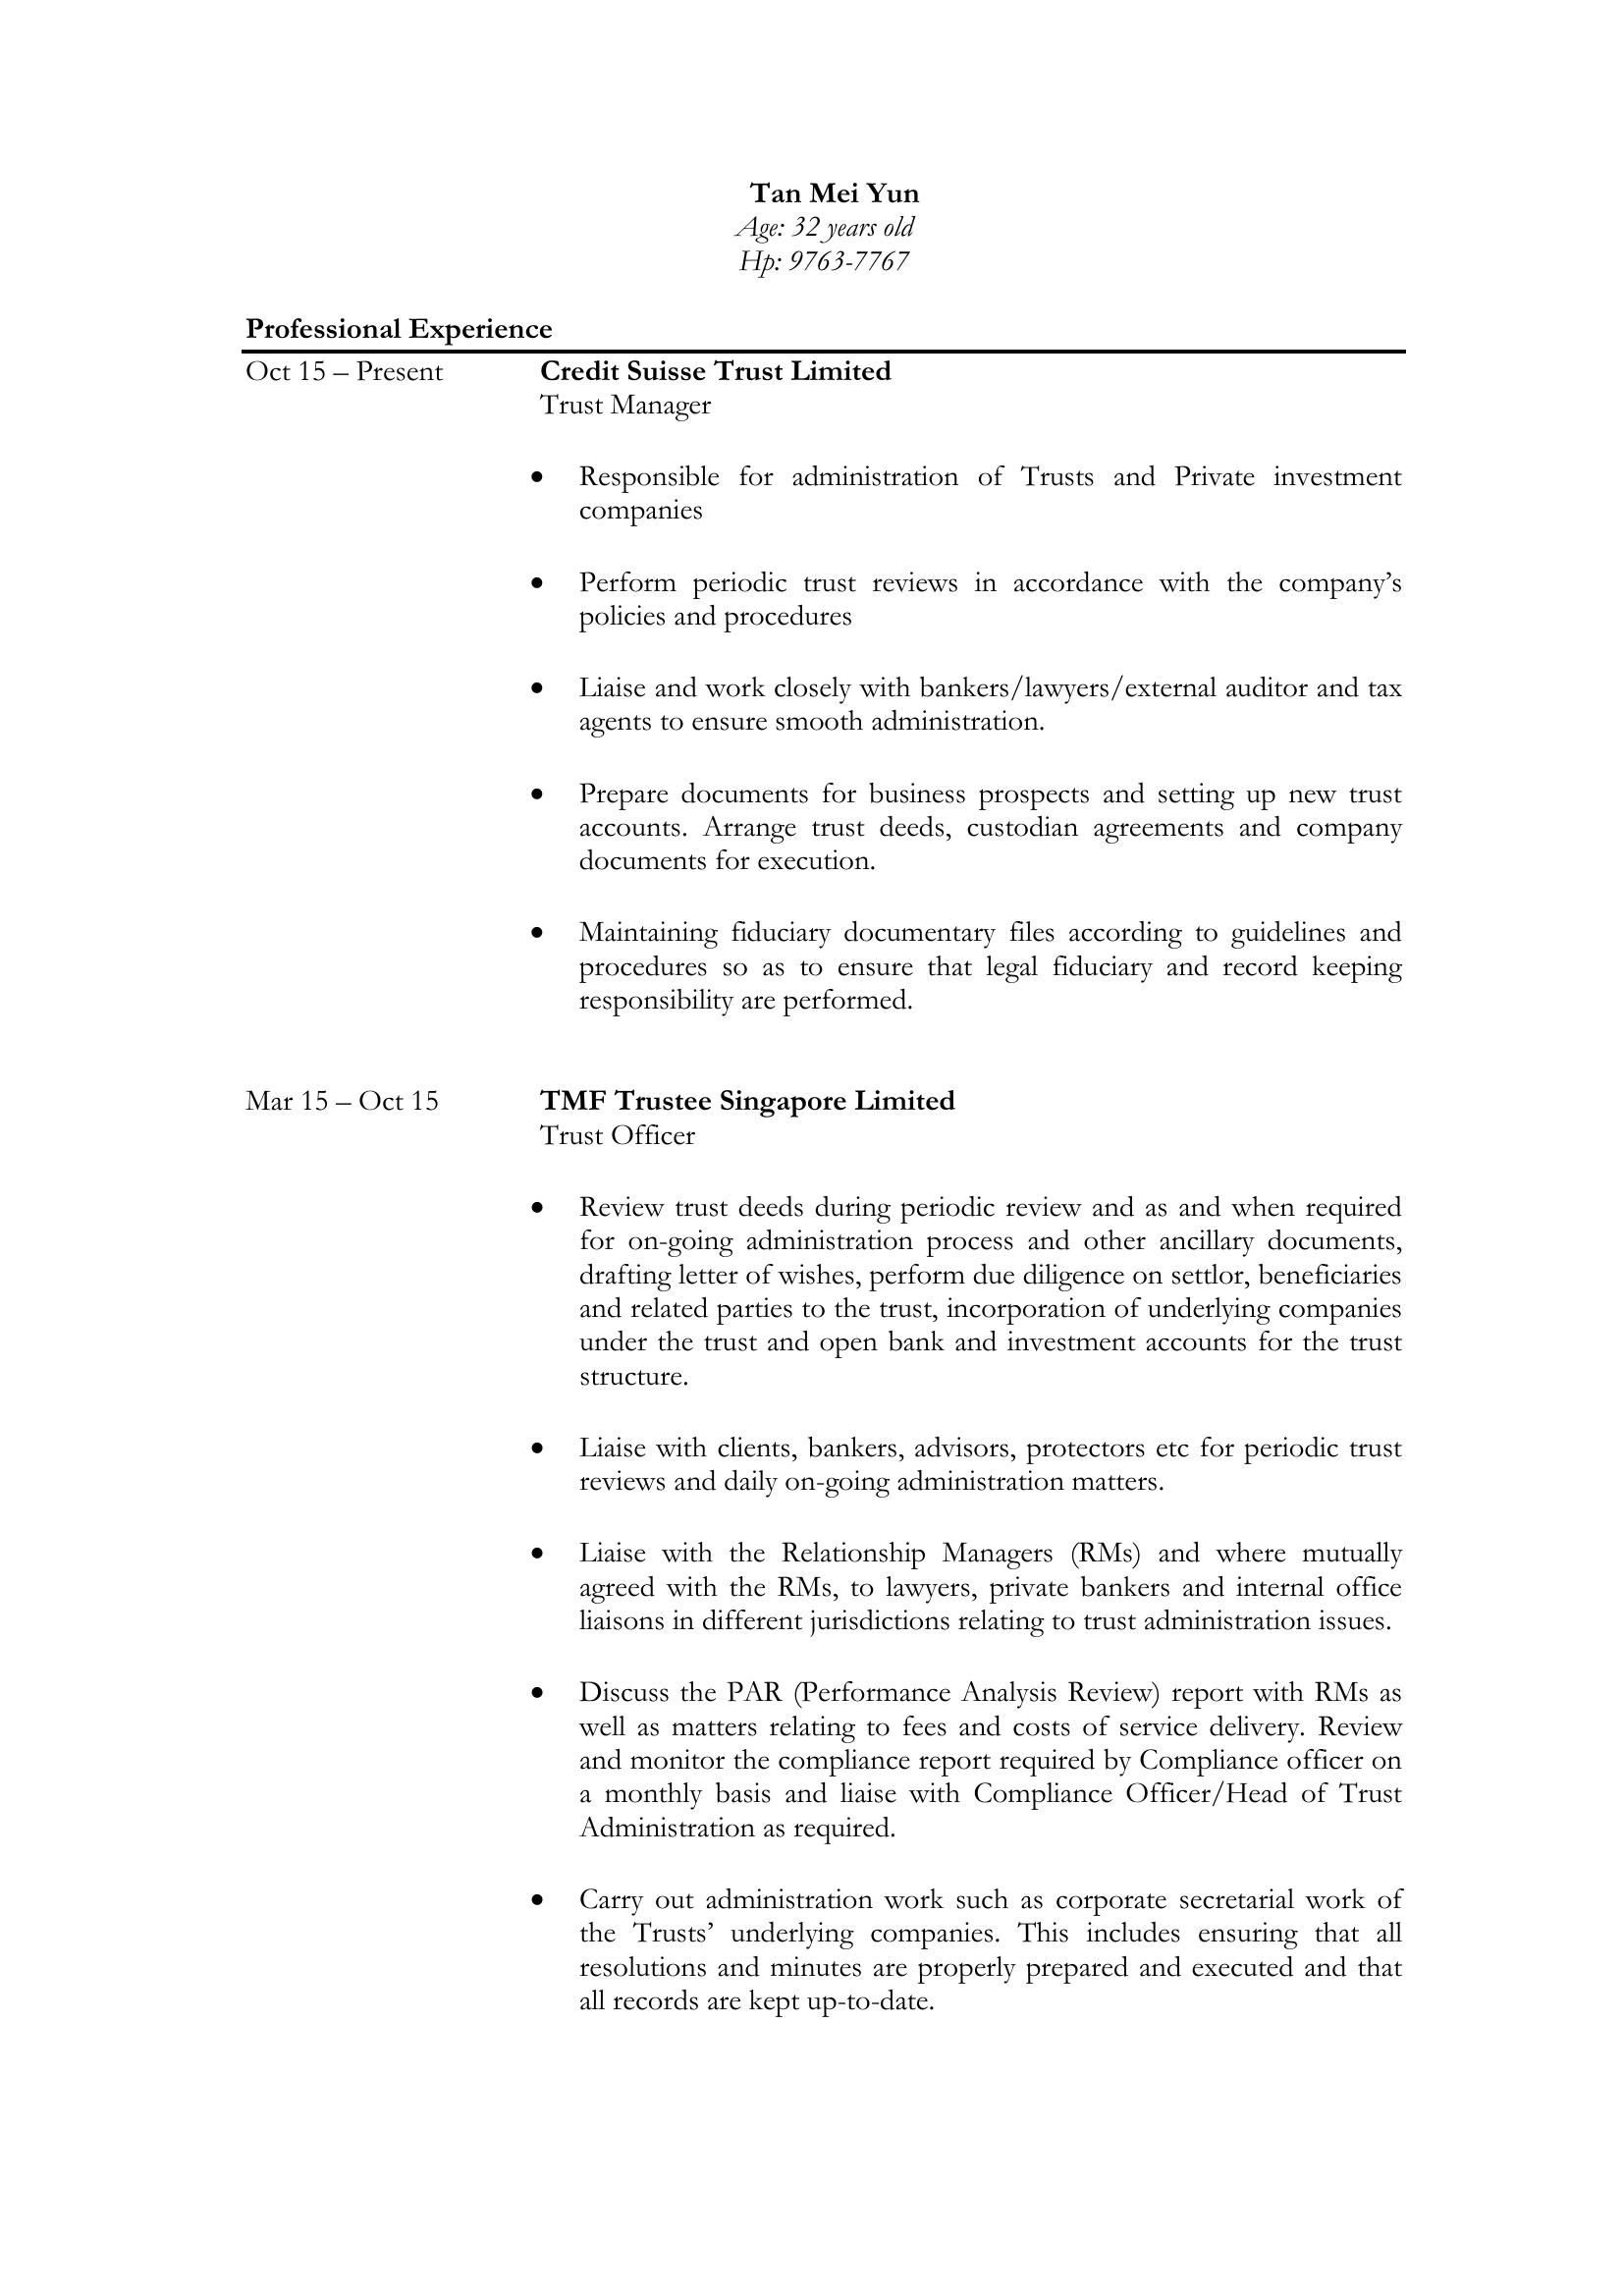 Tan Mei Yun
Age: 32 years old
Hp: 9763-7767
Professional Experience
Oct 15 – Present Credit Suisse Trust Limited
Trust Manager
• Responsible for administration of Trusts and Private investment
companies
• Perform periodic trust reviews in accordance with the company’s
policies and procedures
• Liaise and work closely with bankers/lawyers/external auditor and tax
agents to ensure smooth administration.
• Prepare documents for business prospects and setting up new trust
accounts. Arrange trust deeds, custodian agreements and company
documents for execution.
• Maintaining fiduciary documentary files according to guidelines and
procedures so as to ensure that legal fiduciary and record keeping
responsibility are performed.
Mar 15 – Oct 15 TMF Trustee Singapore Limited
Trust Officer
• Review trust deeds during periodic review and as and when required
for on-going administration process and other ancillary documents,
drafting letter of wishes, perform due diligence on settlor, beneficiaries
and related parties to the trust, incorporation of underlying companies
under the trust and open bank and investment accounts for the trust
structure.
• Liaise with clients, bankers, advisors, protectors etc for periodic trust
reviews and daily on-going administration matters.
• Liaise with the Relationship Managers (RMs) and where mutually
agreed with the RMs, to lawyers, private bankers and internal office
liaisons in different jurisdictions relating to trust administration issues.
• Discuss the PAR (Performance Analysis Review) report with RMs as
well as matters relating to fees and costs of service delivery. Review
and monitor the compliance report required by Compliance officer on
a monthly basis and liaise with Compliance Officer/Head of Trust
Administration as required.
• Carry out administration work such as corporate secretarial work of
the Trusts’ underlying companies. This includes ensuring that all
resolutions and minutes are properly prepared and executed and that
all records are kept up-to-date.